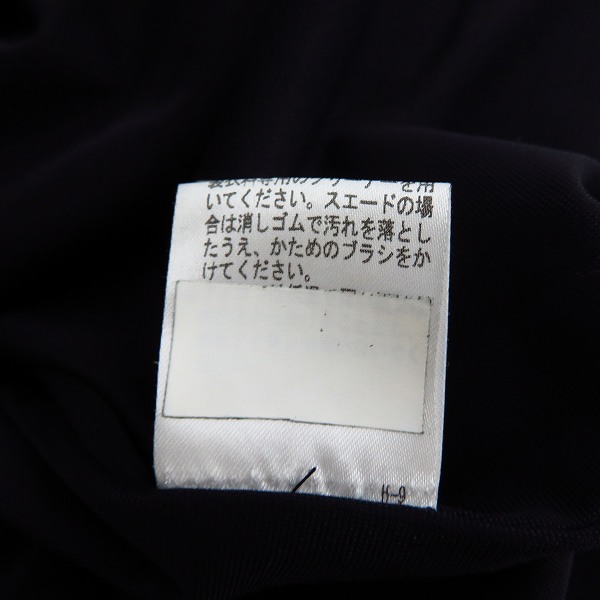 いてください。スエードの場
合は消しゴムで汚れを落とし
たうえ、かためのブラシをか
けてください。
H-9